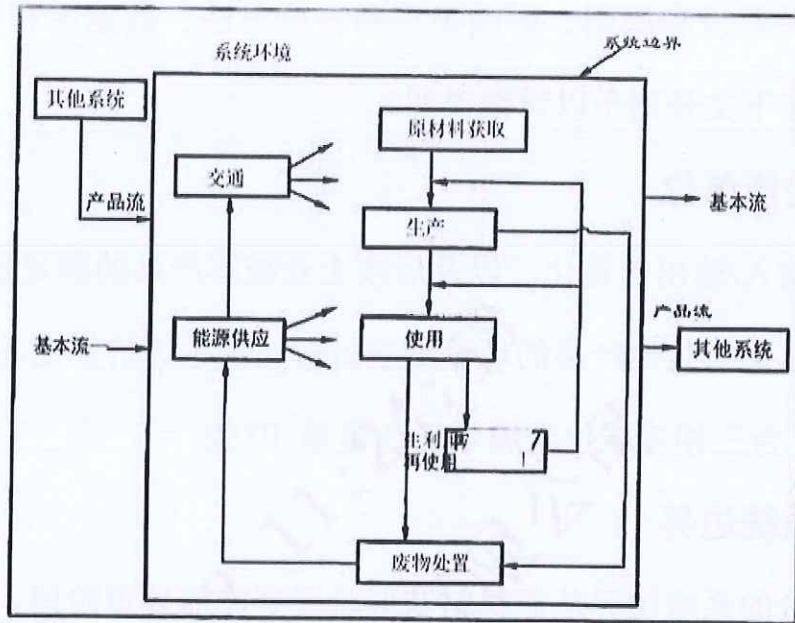 系统环境
系统边界
其他系统
原材料获取
交通
产品流
基本流
生产
产品流
基本流
能源供应
使用
其他系统
再使用
废物处置